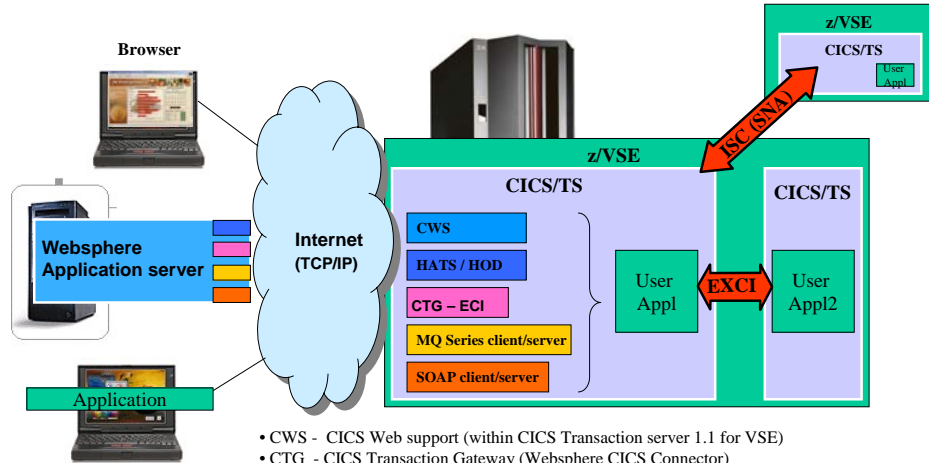 Browser
z/VSE
CICS/TS
User
Appl
ISC (SNA)
z/VSE
CICS/TS
CICS/TS
Websphere
Application server
Internet
(TCP/IP)
CWS
HATS / HOD
CTG – ECI
MQ Series client/server
SOAP client/server
User
Appl
EXCI
User
Appl2
Application
• CWS - CICS Web support (within CICS Transaction server 1.1 for VSE)
• CTG - CICS Transaction Gateway (Websphere CICS Connector)